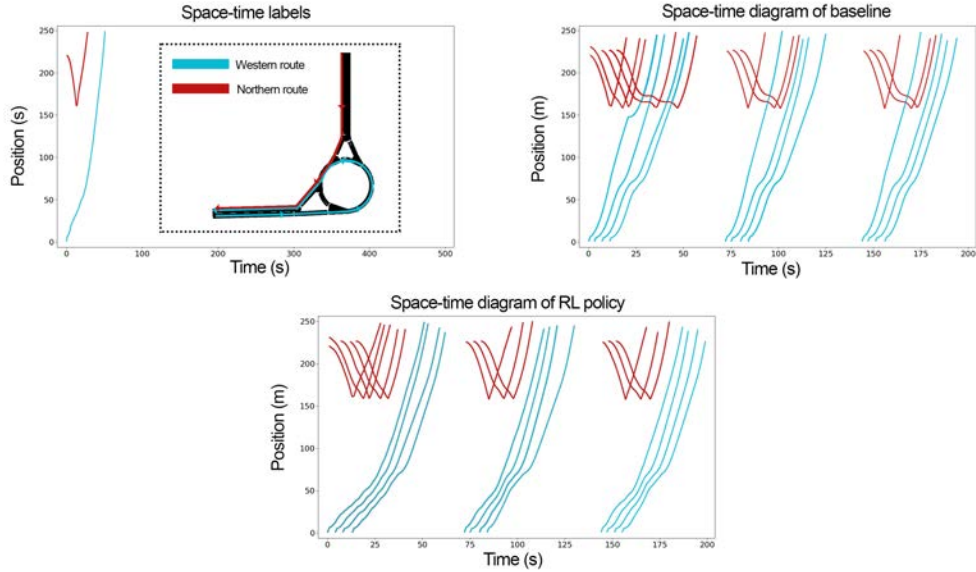 Space-time labels
Position (s)
250
200
150
100
50
0
Western route
Northern route
0 100 200 300 400 500
Time (s)
Space-time diagram of baseline
Position (m)
250
200
150
100
50
0
0 25 50 75 100 125 150 175 200
Time (s)
Space-time diagram of RL policy
Position (m)
250
200
150
100
50
0
0 25 50 75 100 125 150 175 200
Time (s)